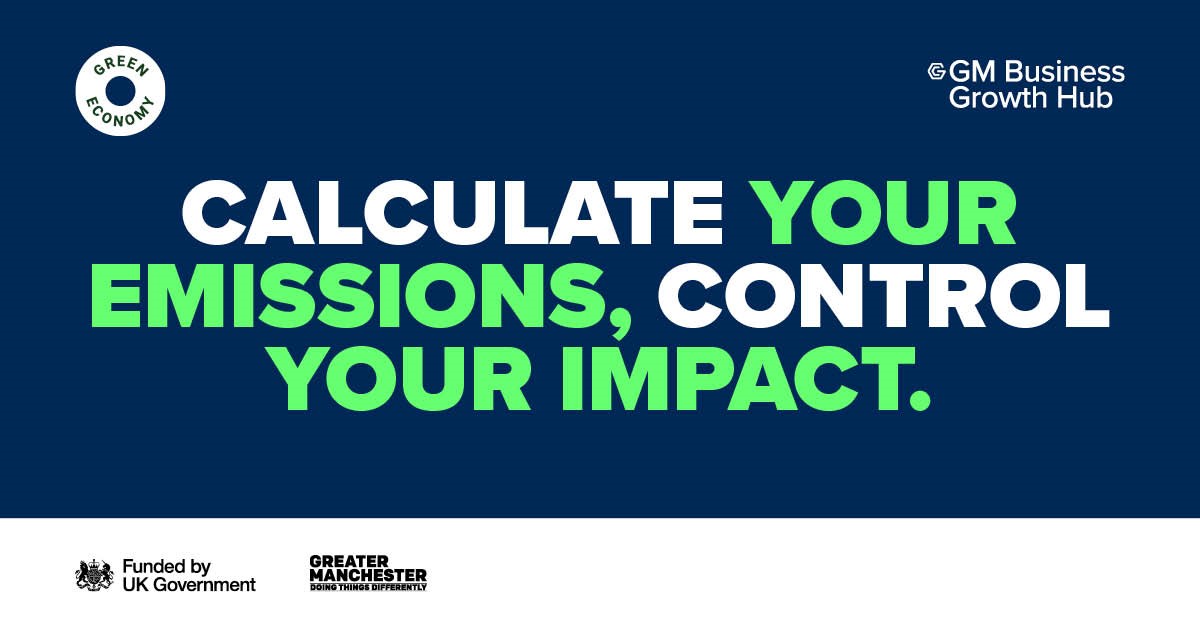 GREEN
ECONOMY
GM Business
Growth Hub
CALCULATE YOUR
EMISSIONS, CONTROL
YOUR IMPACT.
Funded by
UK Government
GREATER
MANCHESTER
DOING THINGS DIFFERENTLY